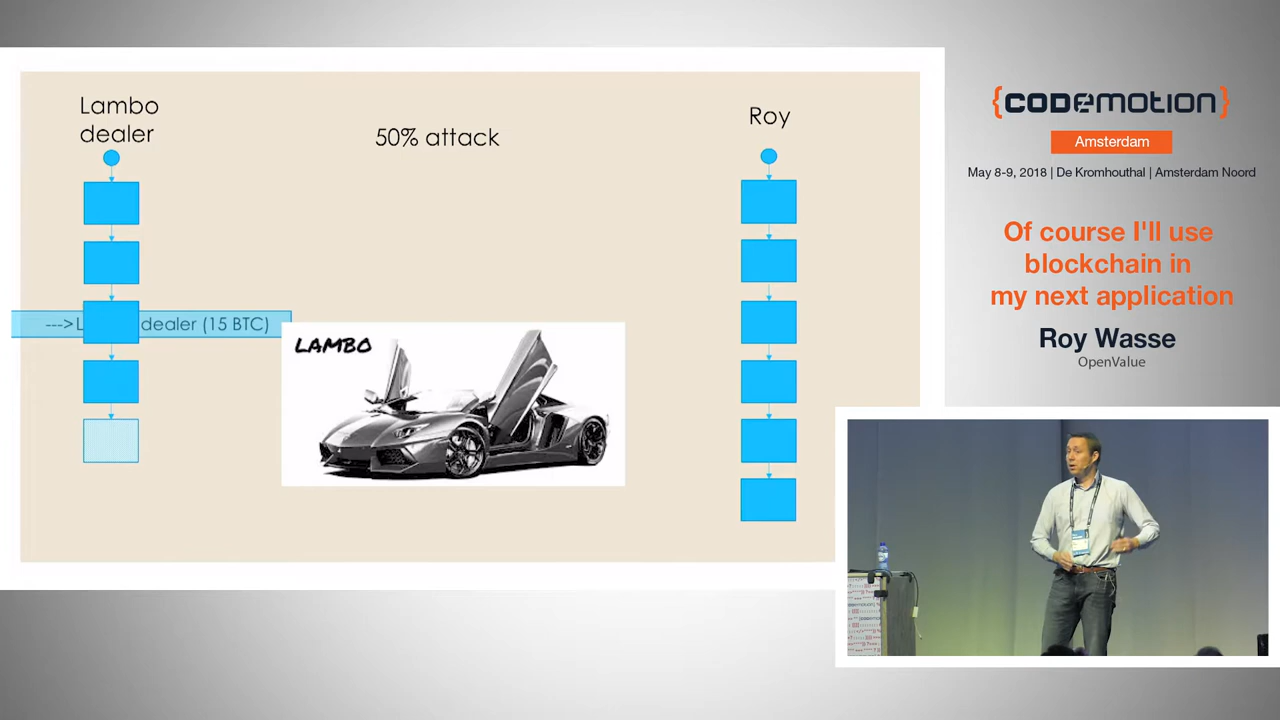 Lambo
dealer
50% attack
Roy
--->L dealer (15 BTC)
LAMBO
{CODEMOTION}
Amsterdam
May 8-9, 2018 | De Kromhouthal | Amsterdam Noord
Of course I'll use
blockchain in
my next application
Roy Wasse
OpenValue